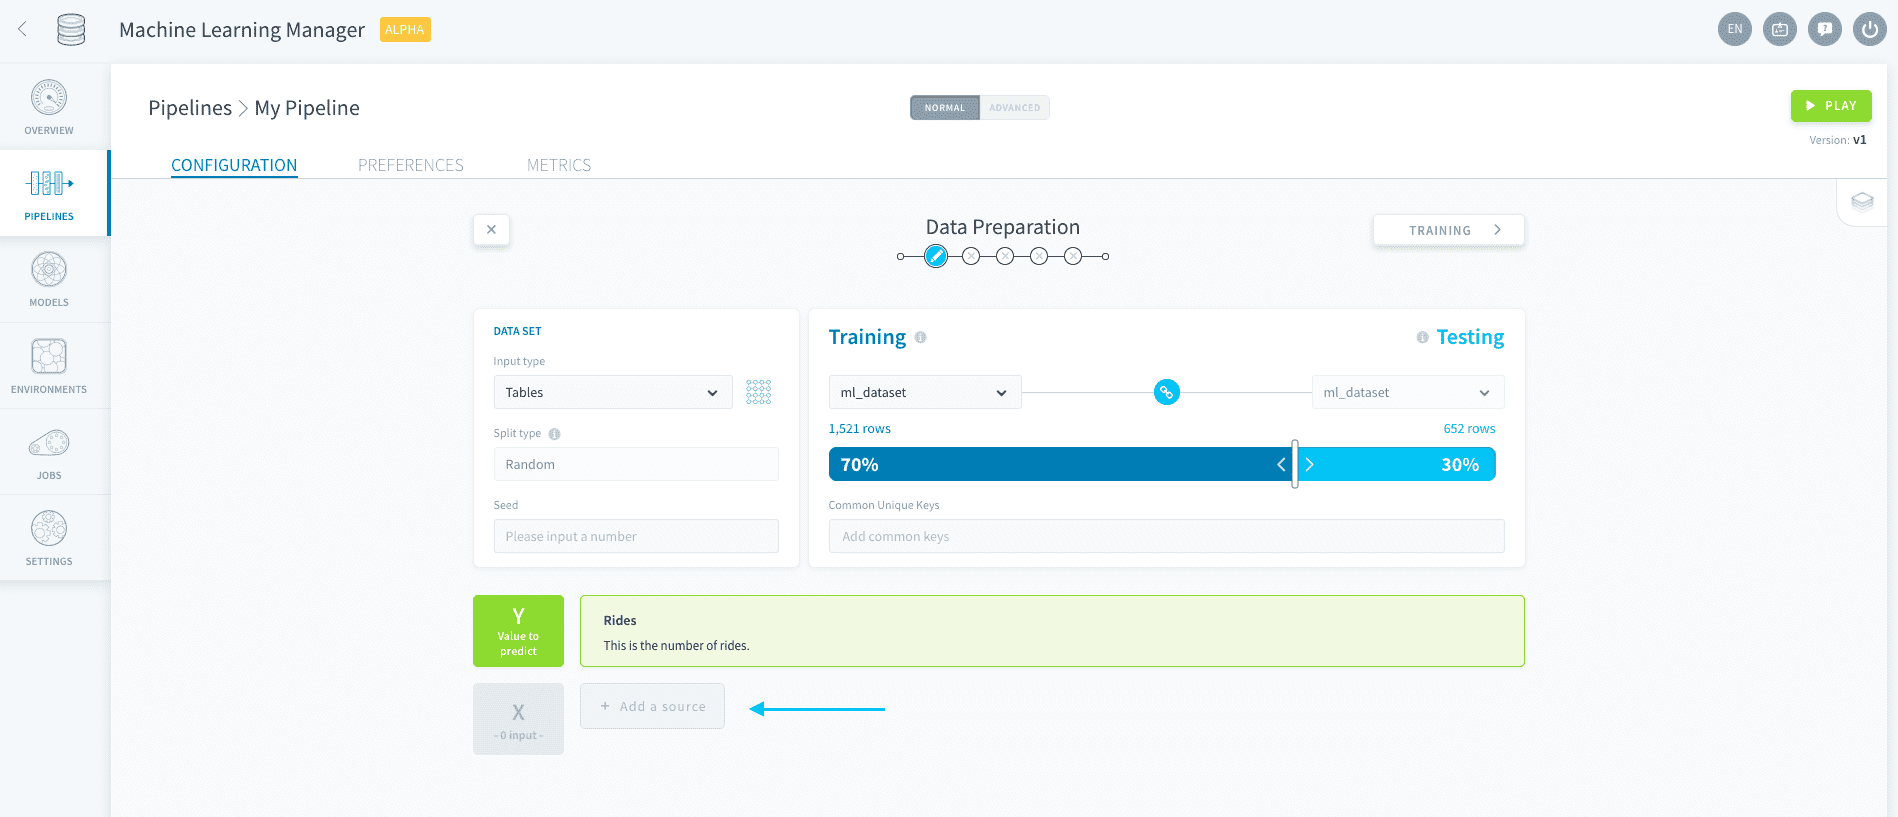 Machine Learning Manager ALPHA
EN
OVERVIEW
PIPELINES
MODELS
ENVIRONMENTS
JOBS
SETTINGS
Pipelines > My Pipeline
NORMAL ADVANCED
PLAY
Version: v1
CONFIGURATION PREFERENCES METRICS
Data Preparation
TRAINING
DATA SET
Input type
Tables
Split type
Random
Seed
Please input a number
Training
Testing
ml_dataset
ml_dataset
1,521 rows
652 rows
70%
30%
Common Unique Keys
Add common keys
Y
Value to
predict
Rides
This is the number of rides.
X
- 0 input -
+ Add a source